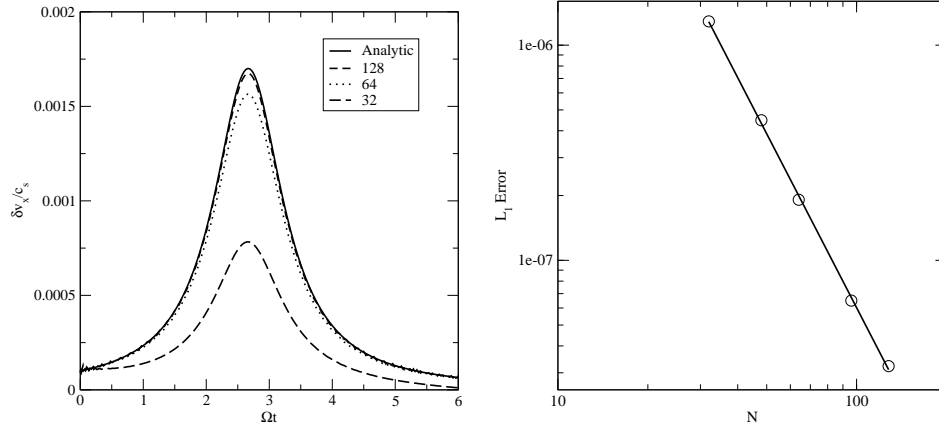 0.002
0.0015
0.001
0.0005
0
δv_x/c_s
0 1 2 3 4 5 6
Ωt
Analytic
128
64
32
1e-06
1e-07
L_1 Error
10 100
N